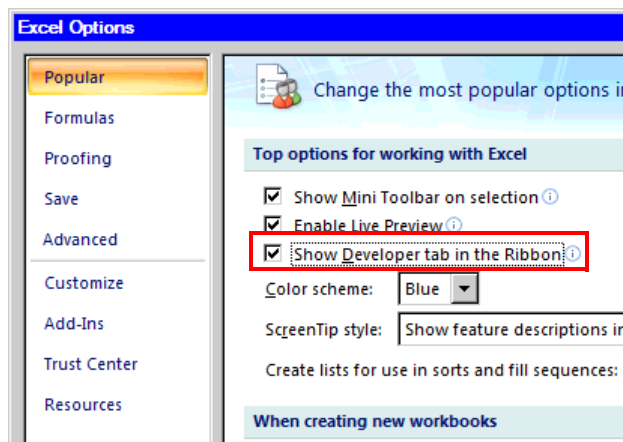 Excel Options
Popular
Formulas
Proofing
Save
Advanced
Customize
Add-Ins
Trust Center
Resources
Change the most popular options
Top options for working with Excel
Show Mini Toolbar on selection
Enable Live Preview
Show Developer tab in the Ribbon
Color scheme: Blue
ScreenTip style: Show feature descriptions
Create lists for use in sorts and fill sequences:
When creating new workbooks